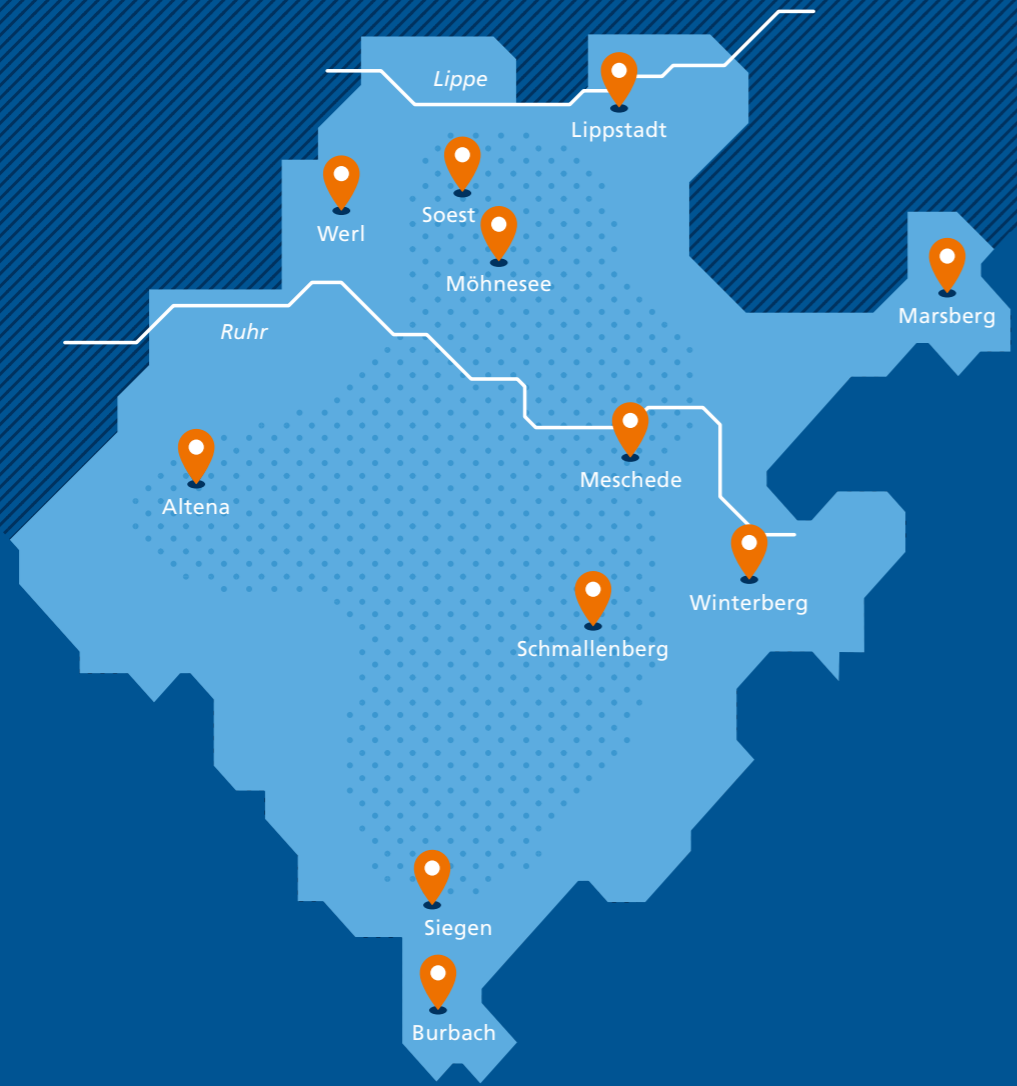 Lippe
Lippstadt
Soest
Werl
Möhnesee
Marsberg
Ruhr
Meschede
Altena
Winterberg
Schmallenberg
Siegen
Burbach